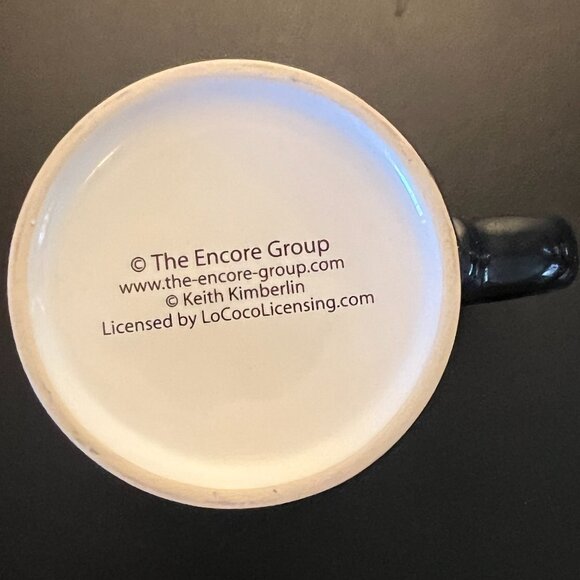 © The Encore Group
www.the-encore-group.com
© Keith Kimberlin
Licensed by LoCocoLicensing.com